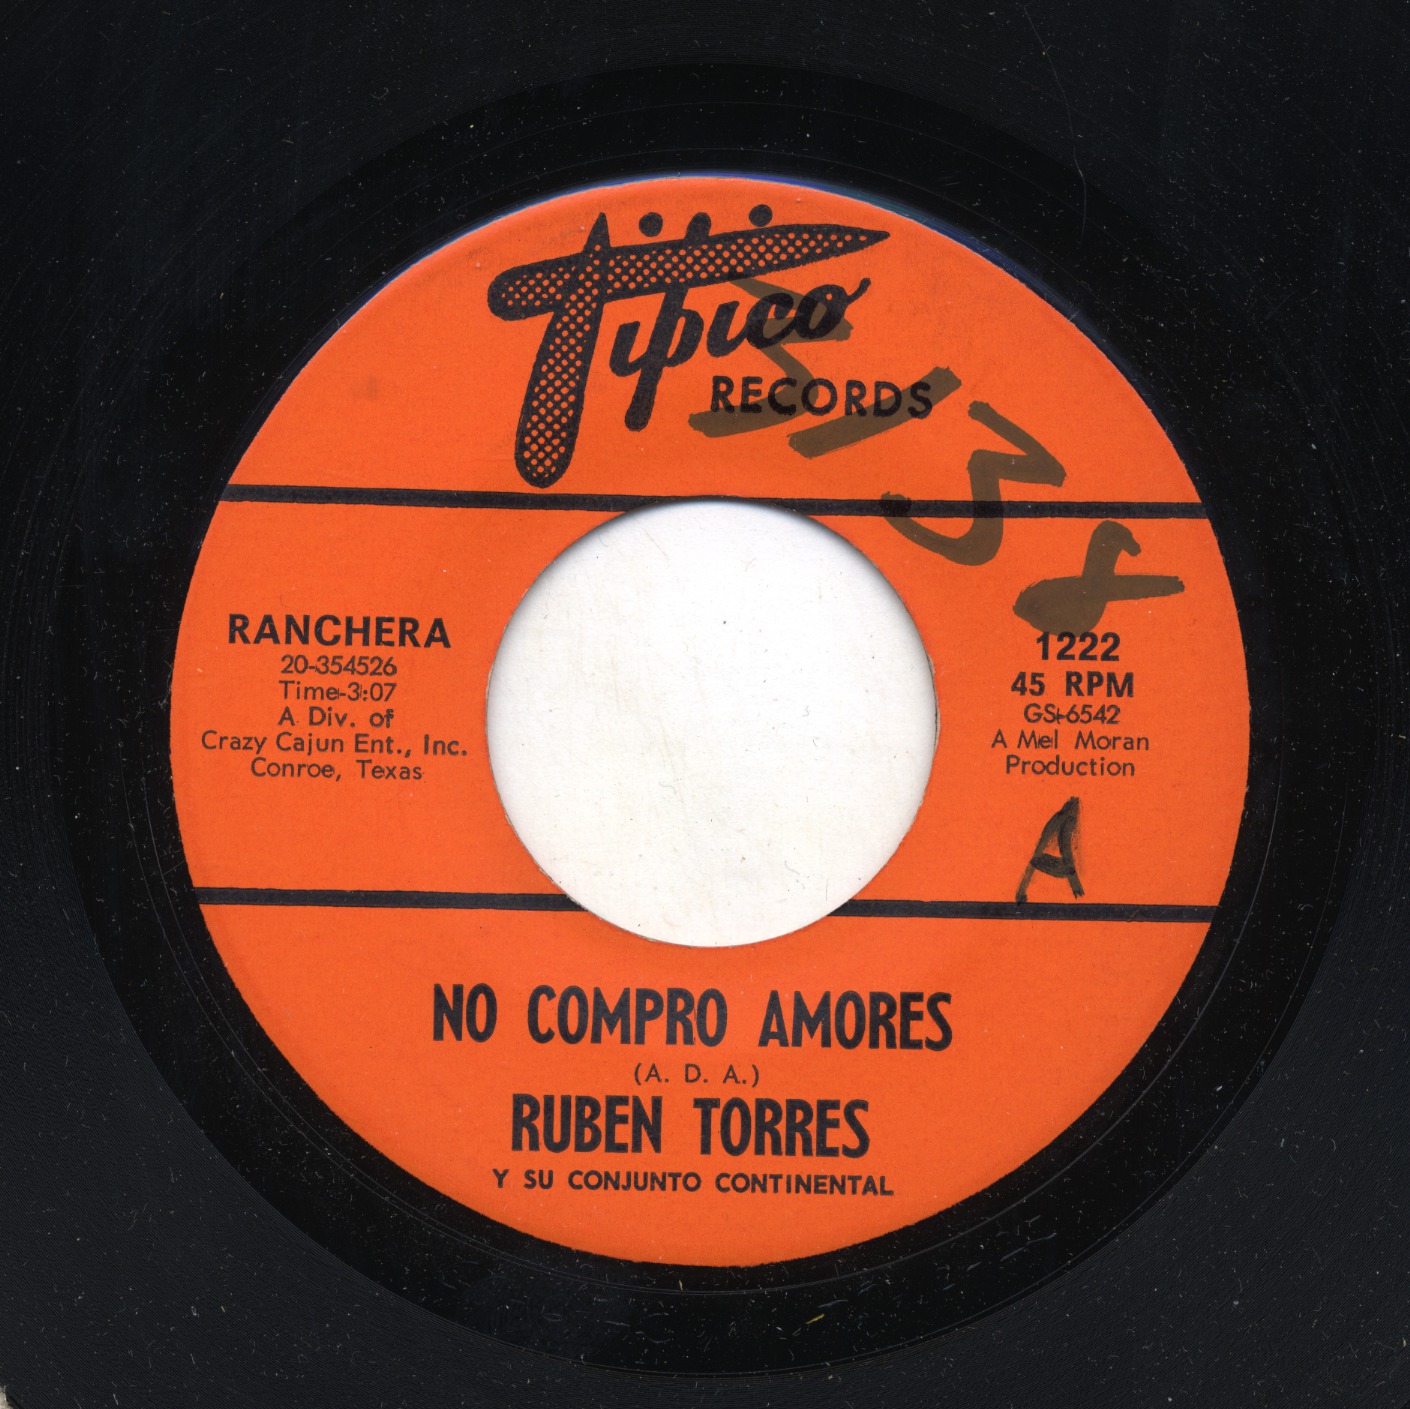 Tipico
RECORDS
5138
RANCHERA
20-354526
Time-3:07
A Div. of
Crazy Cajun Ent., Inc.
Conroe, Texas
1222
45 RPM
GS-6542
A Mel Moran
Production
A
NO COMPRO AMORES
(A. D. A.)
RUBEN TORRES
Y SU CONJUNTO CONTINENTAL